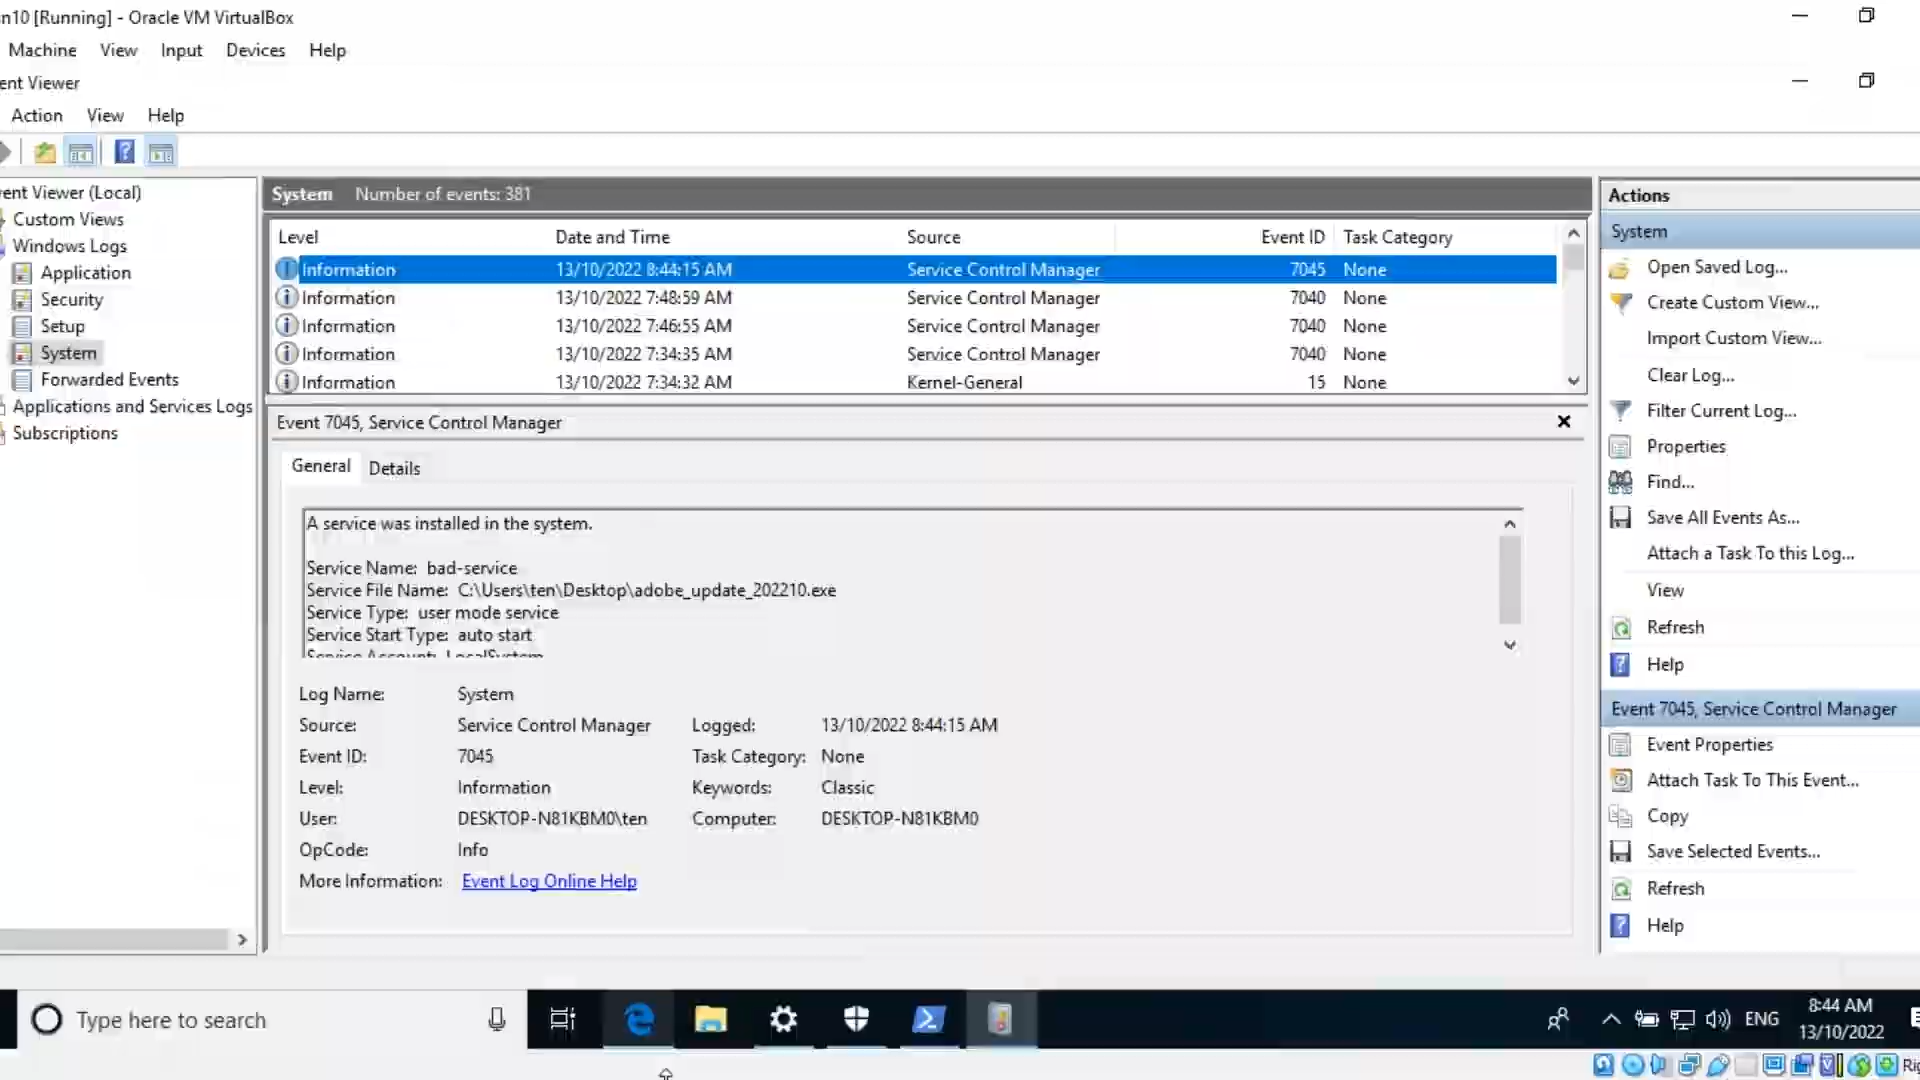 n10 [Running] - Oracle VM VirtualBox
Machine View Input Devices Help
ent Viewer
Action View Help
ent Viewer (Local)
Custom Views
Windows Logs
Application
Security
Setup
System
Forwarded Events
Applications and Services Logs
Subscriptions
System Number of events: 381
Level Date and Time Source Event ID Task Category
Information 13/10/2022 8:44:15 AM Service Control Manager 7045 None
Information 13/10/2022 7:48:59 AM Service Control Manager 7040 None
Information 13/10/2022 7:46:55 AM Service Control Manager 7040 None
Information 13/10/2022 7:34:35 AM Service Control Manager 7040 None
Information 13/10/2022 7:34:32 AM Kernel-General 15 None
Event 7045, Service Control Manager
General Details
A service was installed in the system.
Service Name: bad-service
Service File Name: C:\Users\ten\Desktop\adobe_update_202210.exe
Service Type: user mode service
Service Start Type: auto start
Service Account: LocalSystem
Log Name: System
Source: Service Control Manager Logged: 13/10/2022 8:44:15 AM
Event ID: 7045 Task Category: None
Level: Information Keywords: Classic
User: DESKTOP-N81KBM0\ten Computer: DESKTOP-N81KBM0
OpCode: Info
More Information: Event Log Online Help
Actions
System
Open Saved Log...
Create Custom View...
Import Custom View...
Clear Log...
Filter Current Log...
Properties
Find...
Save All Events As...
Attach a Task To this Log...
View
Refresh
Help
Event 7045, Service Control Manager
Event Properties
Attach Task To This Event...
Copy
Save Selected Events...
Refresh
Help
Type here to search
ENG
8:44 AM
13/10/2022
Ri